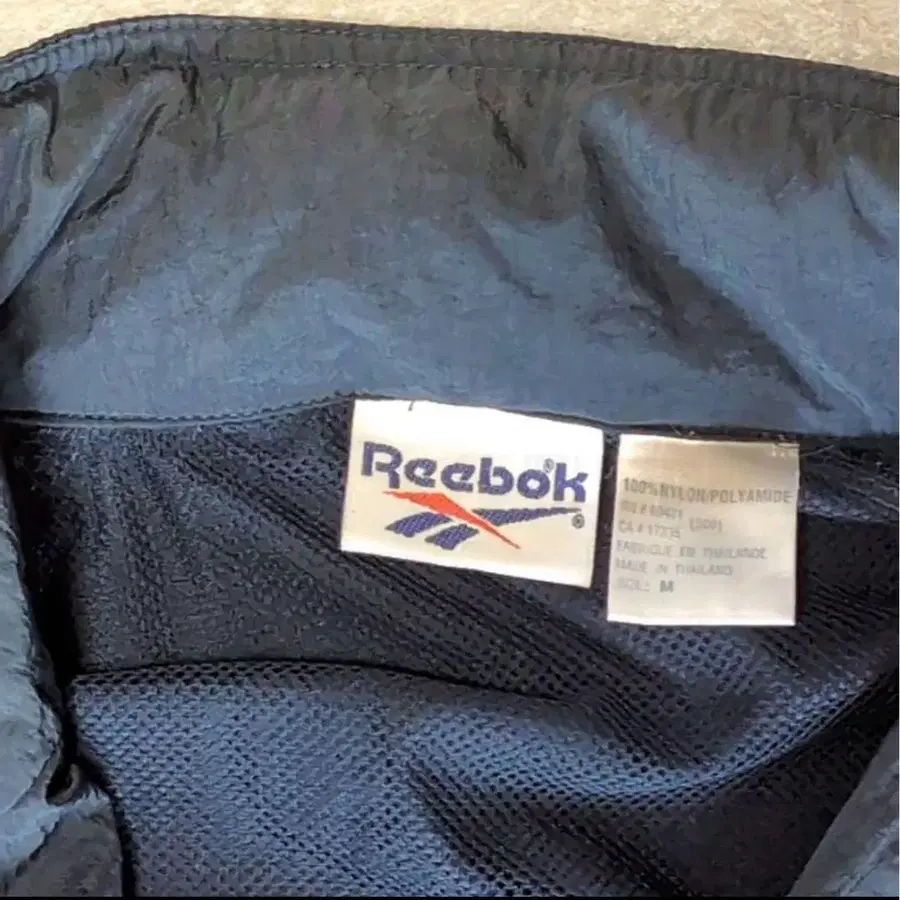 Reebok®
®
100% NYLON/POLYAMIDE
CA # 17335
FABRIQUE EN THAILANDE
MADE IN THAILAND
SIZE: M